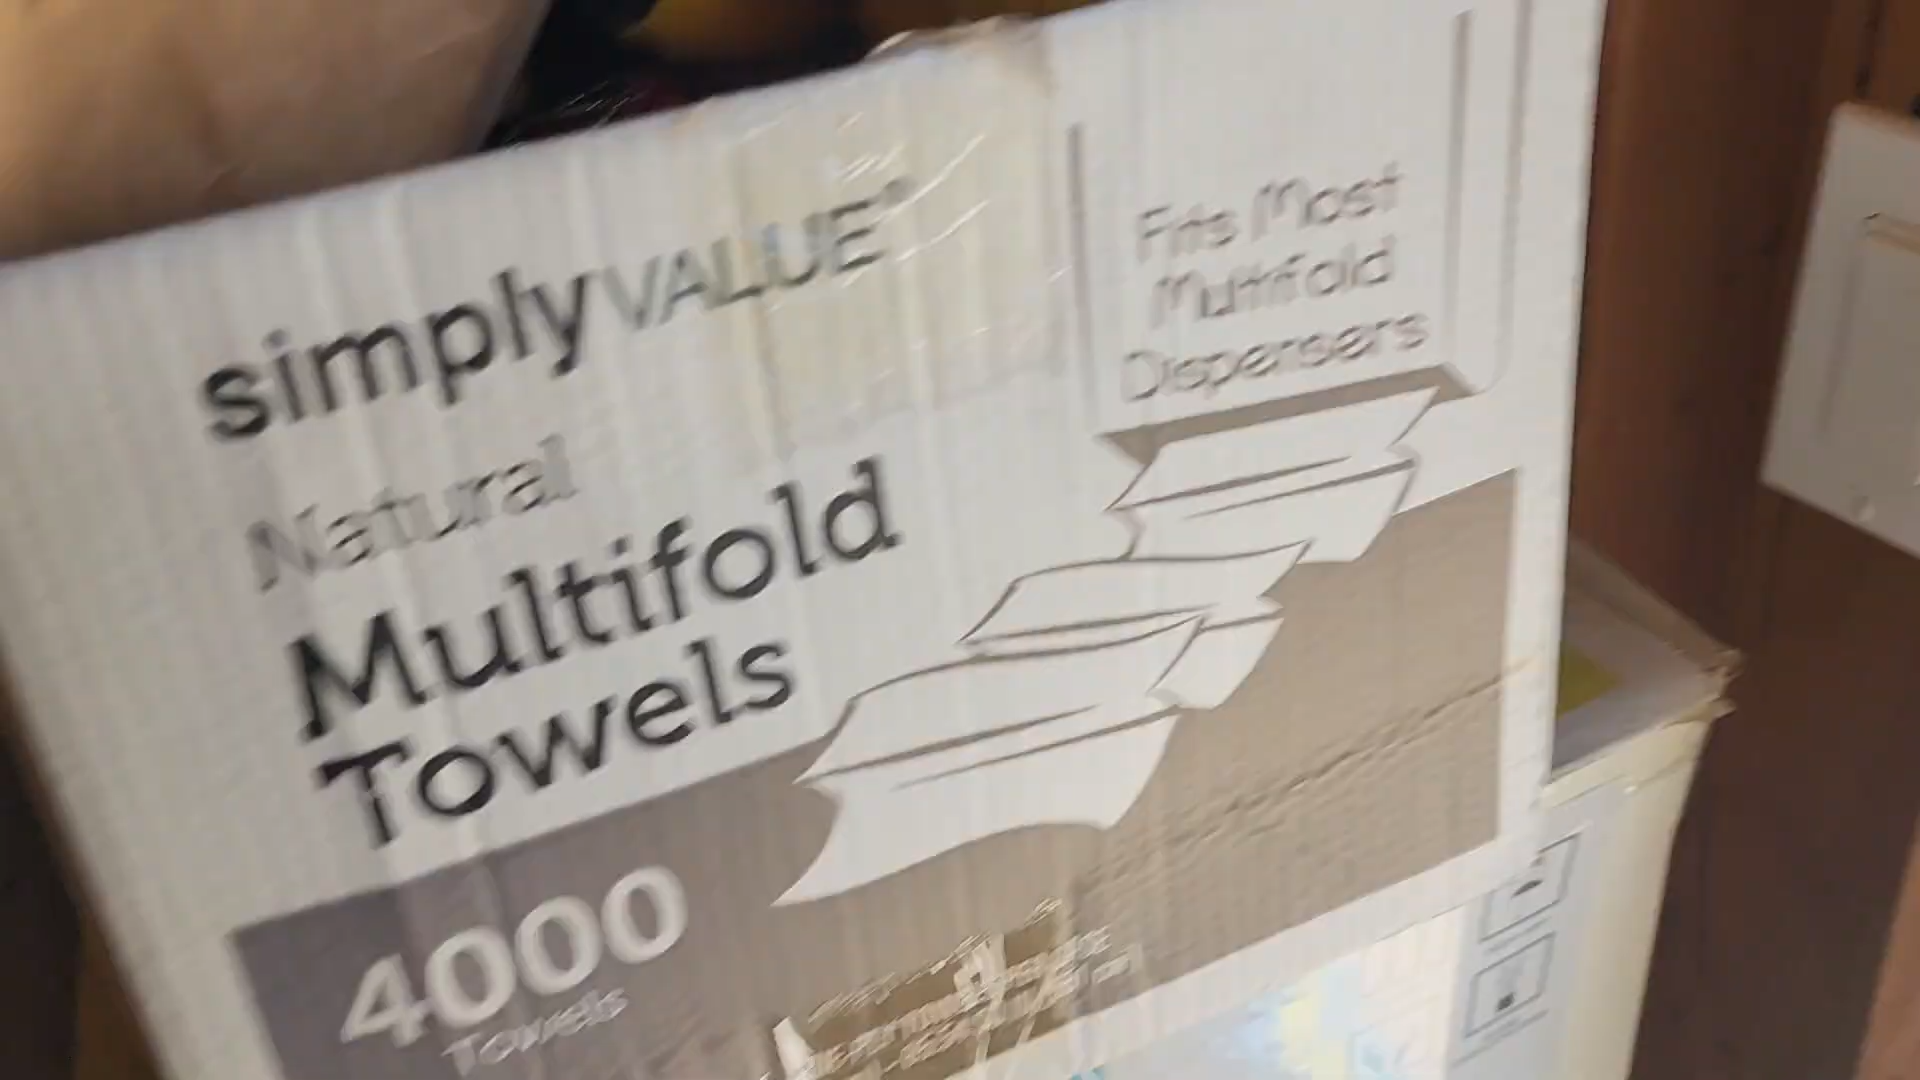 simplyVALUE®
Natural
Multifold
Towels
4000
Towels
Fits Most
Multifold
Dispensers